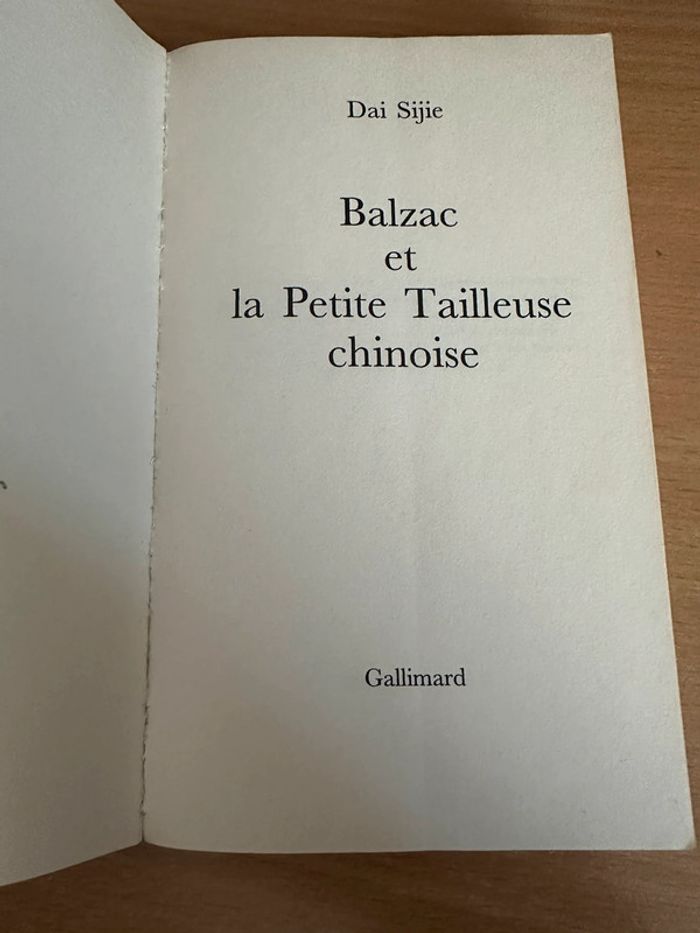 Dai Sijie
Balzac
et
la Petite Tailleuse
chinoise
Gallimard